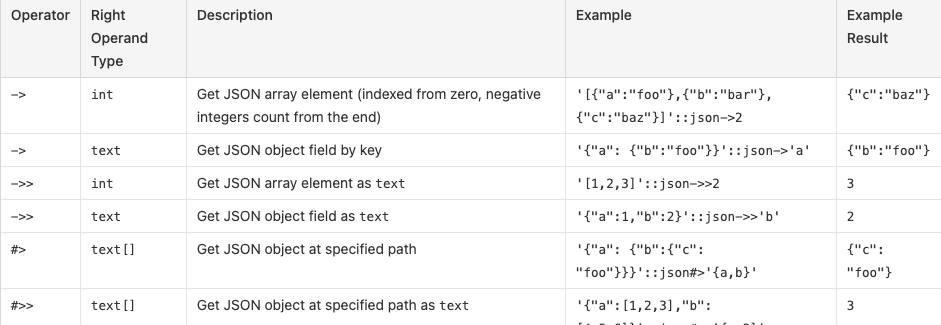 Operator
Right Operand Type
Description
Example
Example Result
->
int
Get JSON array element (indexed from zero, negative
integers count from the end)
'[{"a":"foo"},{"b":"bar"},
{"c":"baz"}]'::json->2
{"c":"baz"}
->
text
Get JSON object field by key
'{"a": {"b":"foo"}}'::json->'a'
{"b":"foo"}
->>
int
Get JSON array element as text
'[1,2,3]'::json->>2
3
->>
text
Get JSON object field as text
'{"a":1,"b":2}'::json->>'b'
2
#>
text[]
Get JSON object at specified path
'{"a": {"b":{"c":
"foo"}}}'::json#>'{a,b}'
{"c":
"foo"}
#>>
text[]
Get JSON object at specified path as text
'{"a":[1,2,3],"b":
3